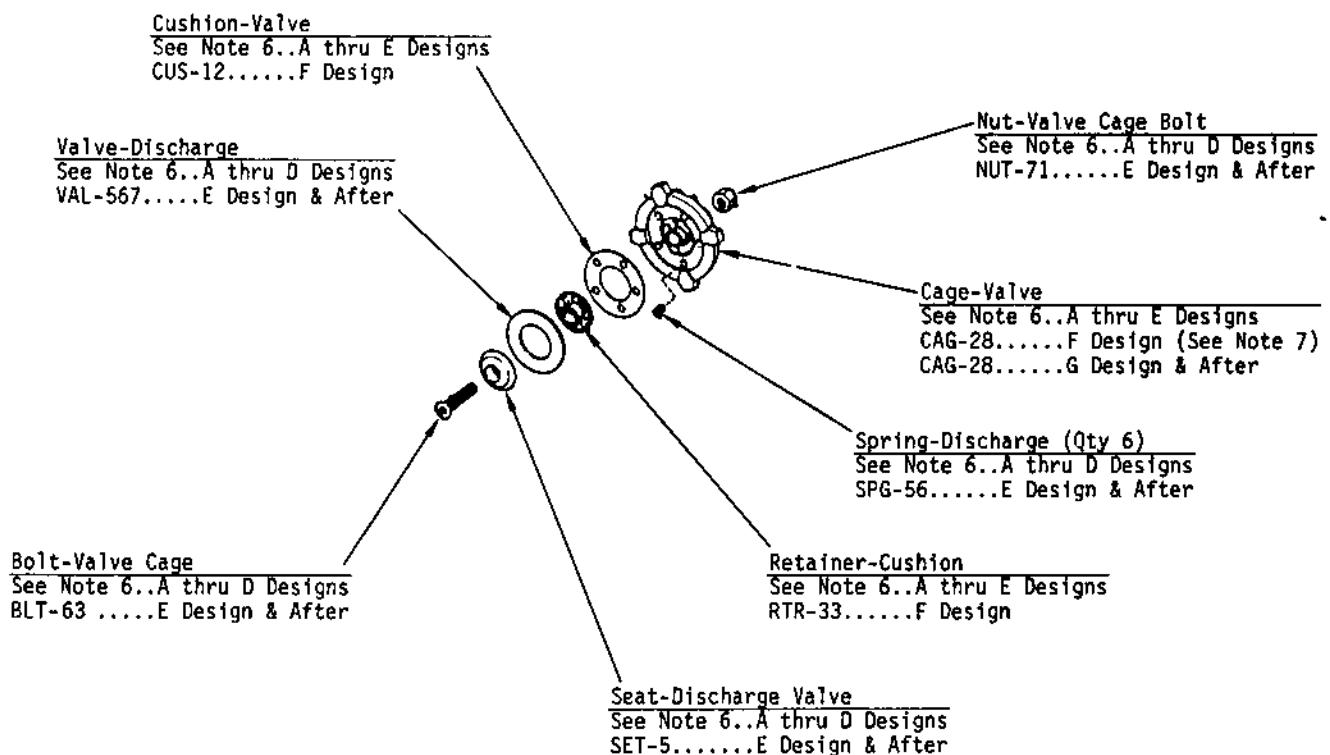 Cushion-Valve
See Note 6..A thru E Designs
CUS-12......F Design
Valve-Discharge
See Note 6..A thru D Designs
VAL-567.....E Design & After
Nut-Valve Cage Bolt
See Note 6..A thru D Designs
NUT-71......E Design & After
Cage-Valve
See Note 6..A thru E Designs
CAG-28......F Design (See Note 7)
CAG-28......G Design & After
Spring-Discharge (Qty 6)
See Note 6..A thru D Designs
SPG-56......E Design & After
Bolt-Valve Cage
See Note 6..A thru D Designs
BLT-63 .....E Design & After
Retainer-Cushion
See Note 6..A thru E Designs
RTR-33......F Design
Seat-Discharge Valve
See Note 6..A thru D Designs
SET-5.......E Design & After